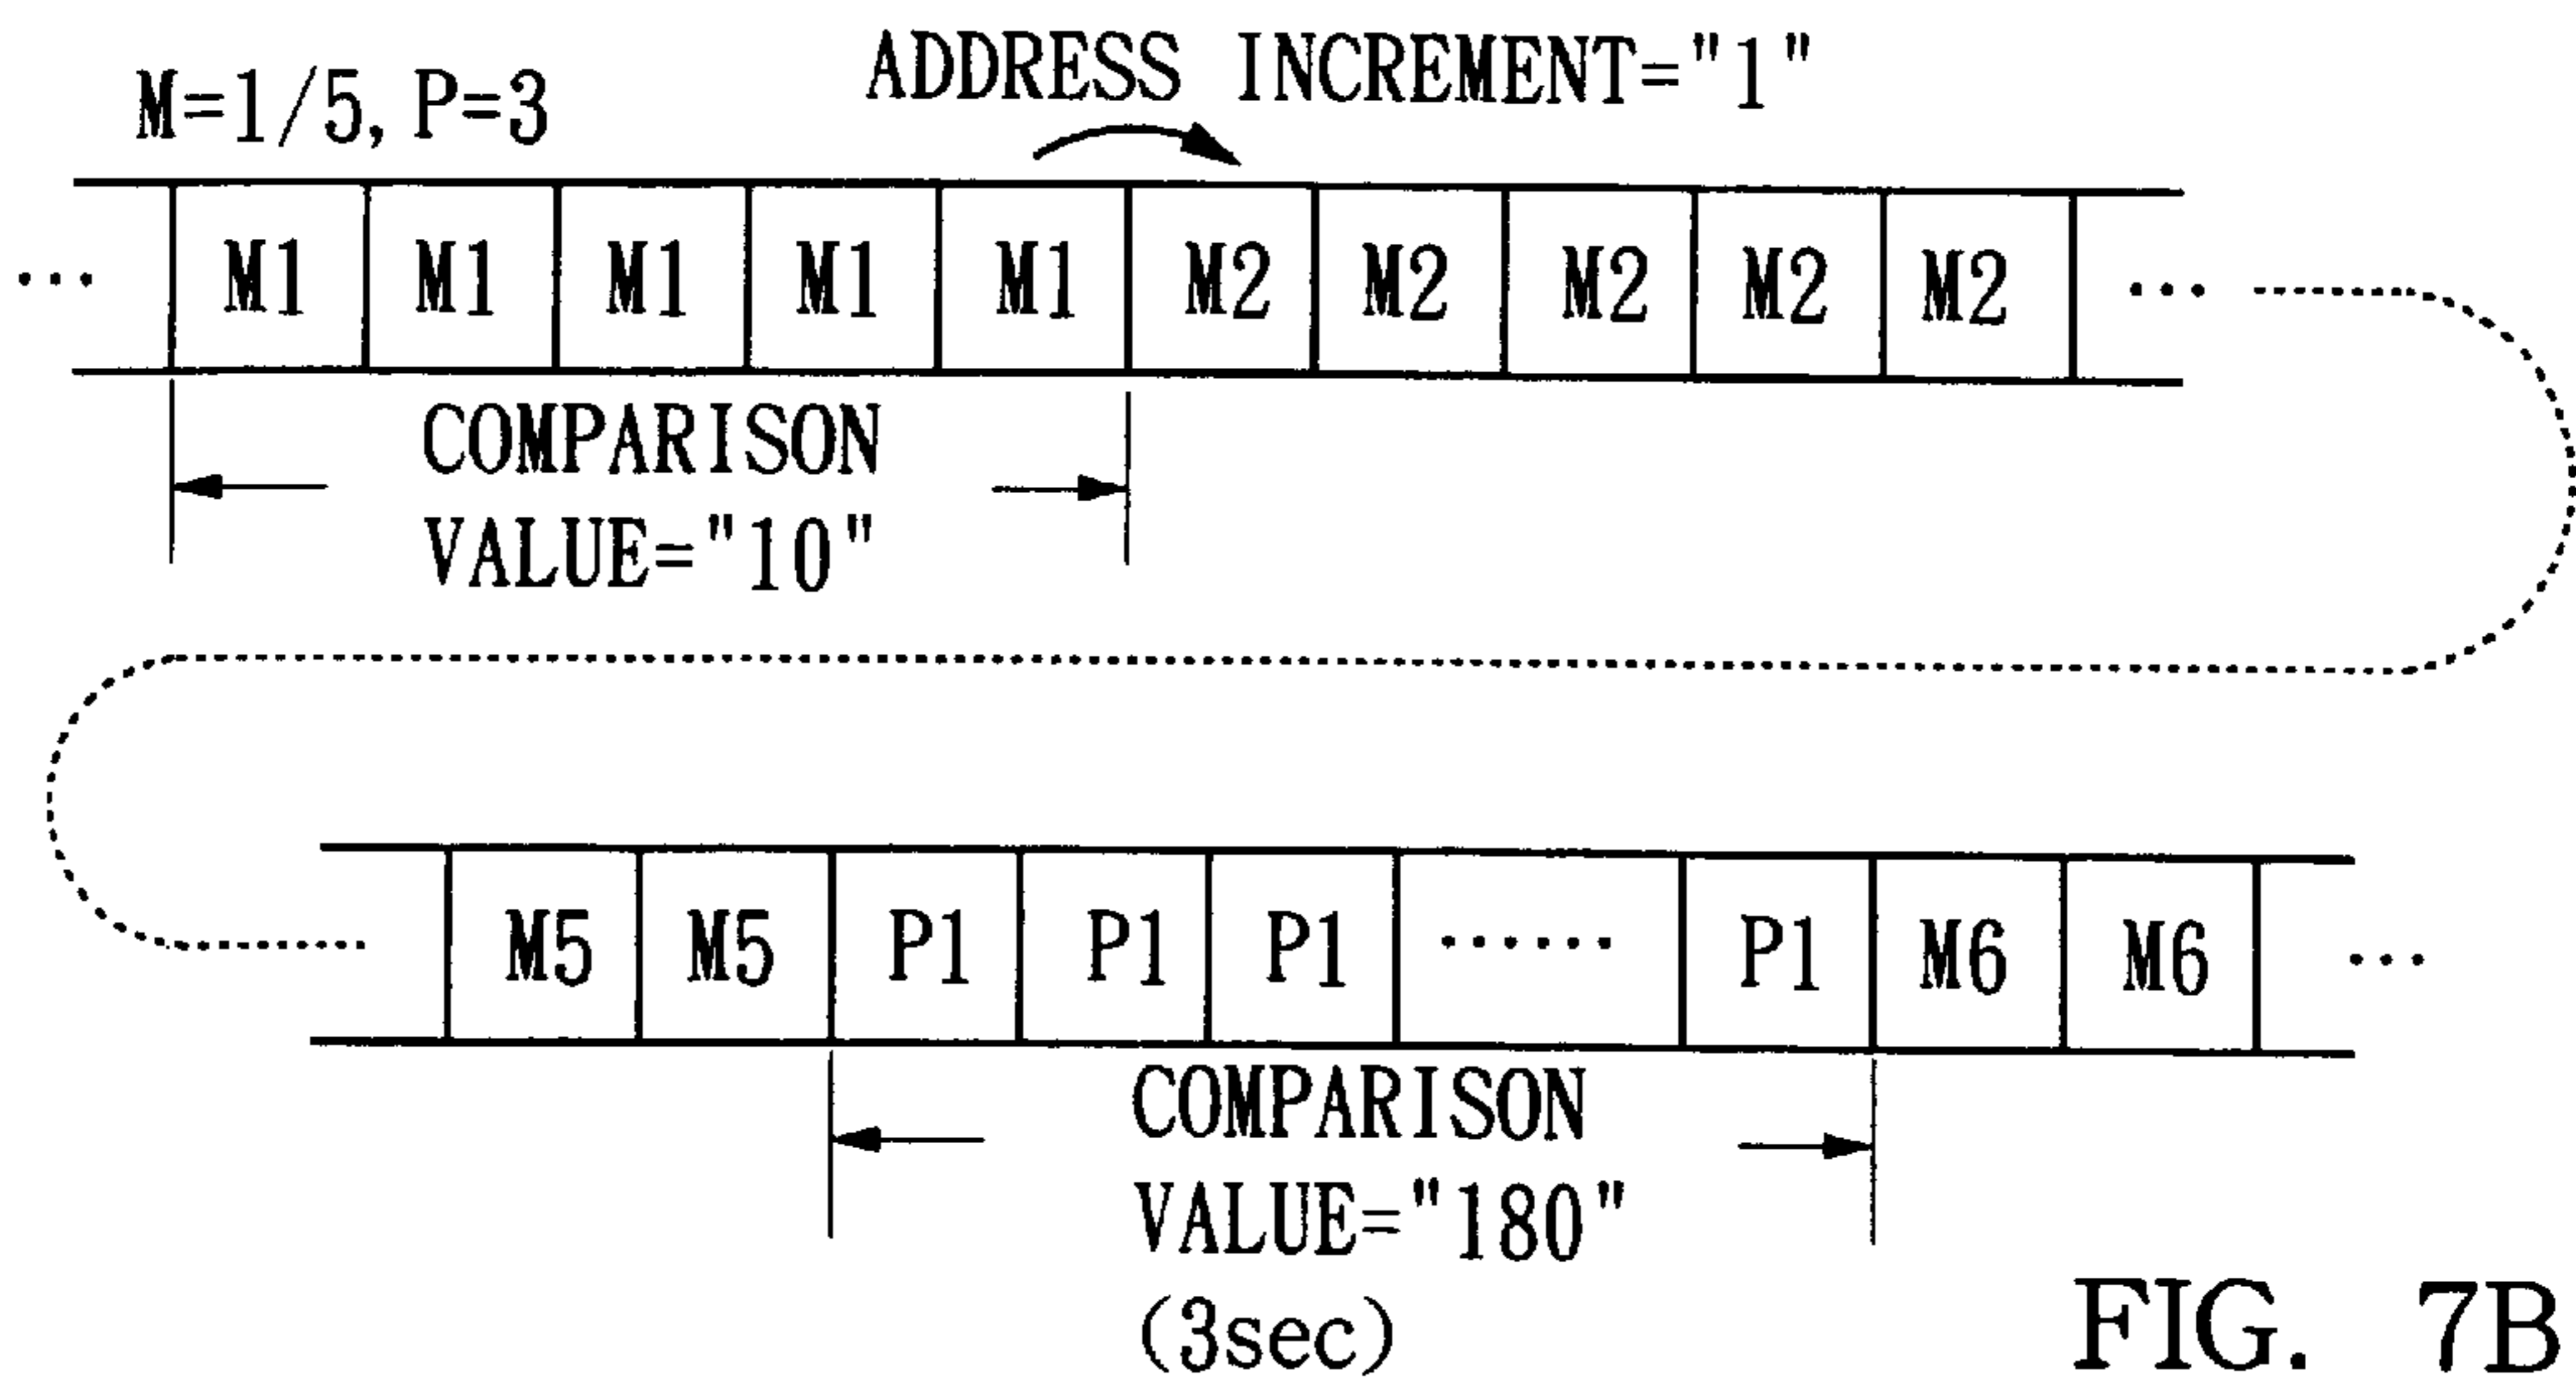 ADDRESS INCREMENT="1"
M=1/5, P=3
... M1 M1 M1 M1 M1 M2 M2 M2 M2 M2 ...
COMPARISON
VALUE="10"
M5 M5 P1 P1 P1 ...... P1 M6 M6 ...
COMPARISON
VALUE="180"
(3sec)
FIG. 7B